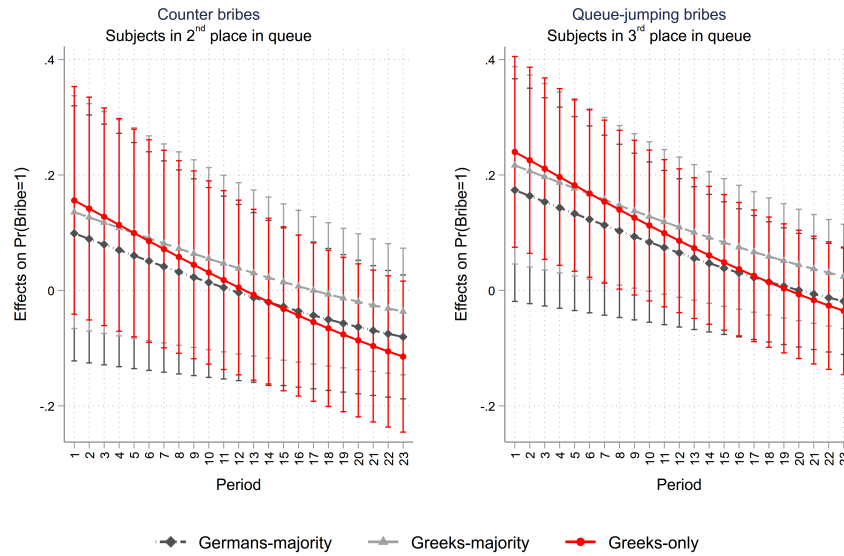 Counter bribes
Subjects in 2nd place in queue
.4
.2
0
-.2
Effects on Pr(Bribe=1)
1 2 3 4 5 6 7 8 9 10 11 12 13 14 15 16 17 18 19 20 21 22 23
Period
Queue-jumping bribes
Subjects in 3rd place in queue
.4
.2
0
-.2
Effects on Pr(Bribe=1)
1 2 3 4 5 6 7 8 9 10 11 12 13 14 15 16 17 18 19 20 21 22 23
Period
Germans-majority Greeks-majority Greeks-only